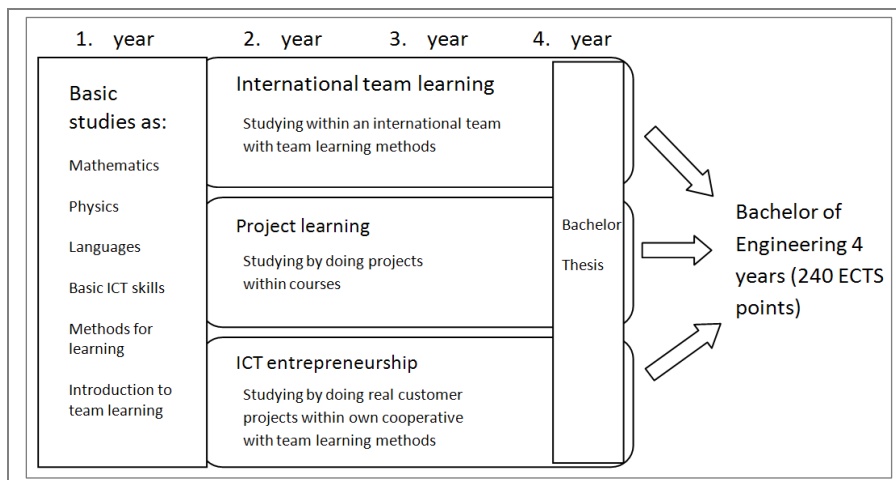 1. year 2. year 3. year 4. year
Basic
studies as:
Mathematics
Physics
Languages
Basic ICT skills
Methods for
learning
Introduction to
team learning
International team learning
Studying within an international team
with team learning methods
Project learning
Studying by doing projects
within courses
ICT entrepreneurship
Studying by doing real customer
projects within own cooperative
with team learning methods
Bachelor
Thesis
Bachelor of
Engineering 4
years (240 ECTS
points)